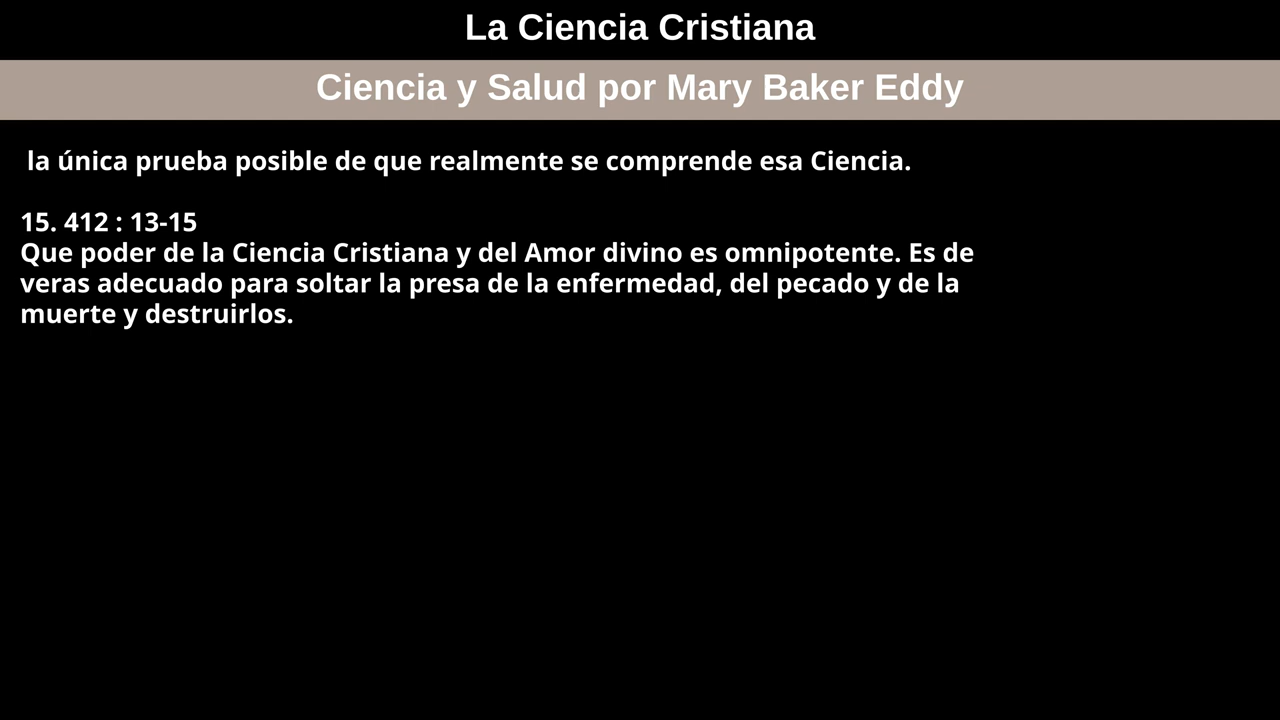 La Ciencia Cristiana
Ciencia y Salud por Mary Baker Eddy
la única prueba posible de que realmente se comprende esa Ciencia.
15. 412 : 13-15
Que poder de la Ciencia Cristiana y del Amor divino es omnipotente. Es de
veras adecuado para soltar la presa de la enfermedad, del pecado y de la
muerte y destruirlos.